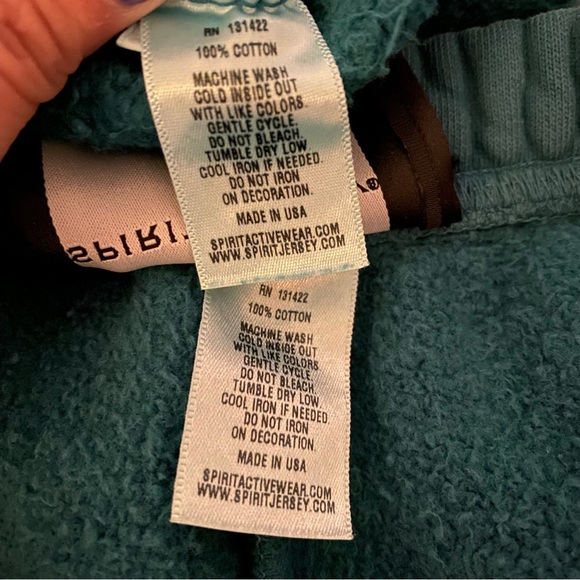 RN 131422
100% COTTON
MACHINE WASH
COLD INSIDE OUT
WITH LIKE COLORS.
GENTLE CYCLE.
DO NOT BLEACH.
TUMBLE DRY LOW.
COOL IRON IF NEEDED.
DO NOT IRON
ON DECORATION.
MADE IN USA
SPIRITACTIVEWEAR.COM
WWW.SPIRITJERSEY.COM
SPIRI
®
RN 131422
100% COTTON
MACHINE WASH
COLD INSIDE OUT
WITH LIKE COLORS
GENTLE CYCLE
DO NOT BLEACH
TUMBLE DRY LOW
COOL IRON IF NEEDED
DO NOT IRON
ON DECORATION.
MADE IN USA
SPIRITACTIVEWEAR.COM
WWW.SPIRITJERSEY.COM